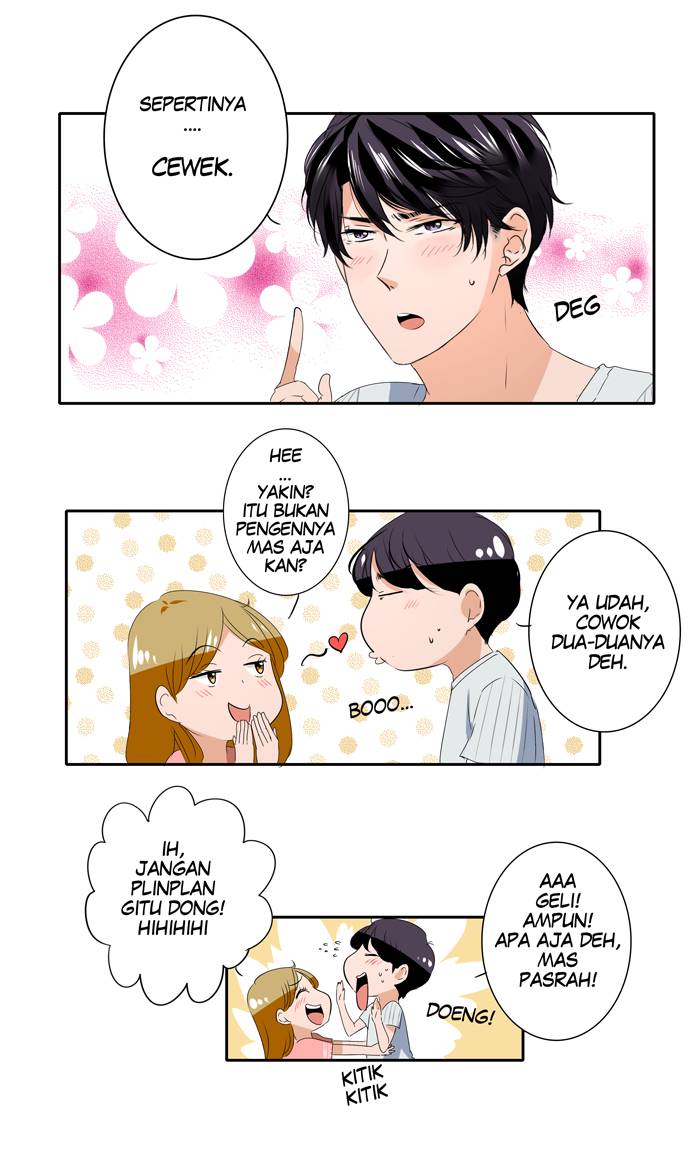 SEPERTINYA
....
CEWEK.
DEG
HEE
...
YAKIN?
ITU BUKAN
PENGENNYA
MAS AJA
KAN?
BOOO...
YA UDAH,
COWOK
DUA-DUANYA
DEH.
IH,
JANGAN
PLINPLAN
GITU DONG!
HIHIHIHI
AAA
GELI!
AMPUN!
APA AJA DEH,
MAS
PASRAH!
DOENG!
KITIK
KITIK